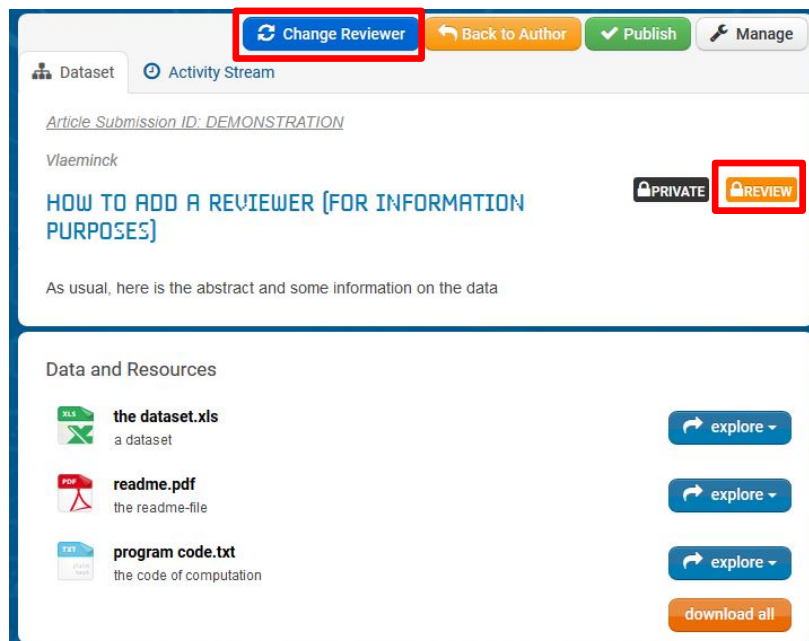 Change Reviewer Back to Author Publish Manage
Dataset Activity Stream
Article Submission ID: DEMONSTRATION
Vlaeminck
PRIVATE REVIEW
HOW TO ADD A REVIEWER (FOR INFORMATION
PURPOSES)
As usual, here is the abstract and some information on the data
Data and Resources
XLS
the dataset.xls
a dataset
explore
PDF
readme.pdf
the readme-file
explore
TXT
program code.txt
the code of computation
explore
download all